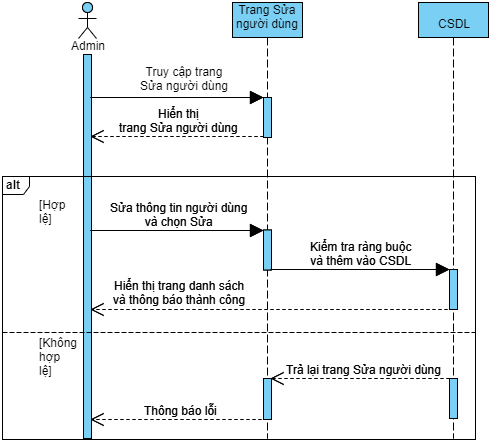 Admin
Trang Sửa
người dùng
CSDL
Truy cập trang
Sửa người dùng
Hiển thị
trang Sửa người dùng
alt
[Hợp
lệ]
Sửa thông tin người dùng
và chọn Sửa
Kiểm tra ràng buộc
và thêm vào CSDL
Hiển thị trang danh sách
và thông báo thành công
[Không
hợp
lệ]
Trả lại trang Sửa người dùng
Thông báo lỗi